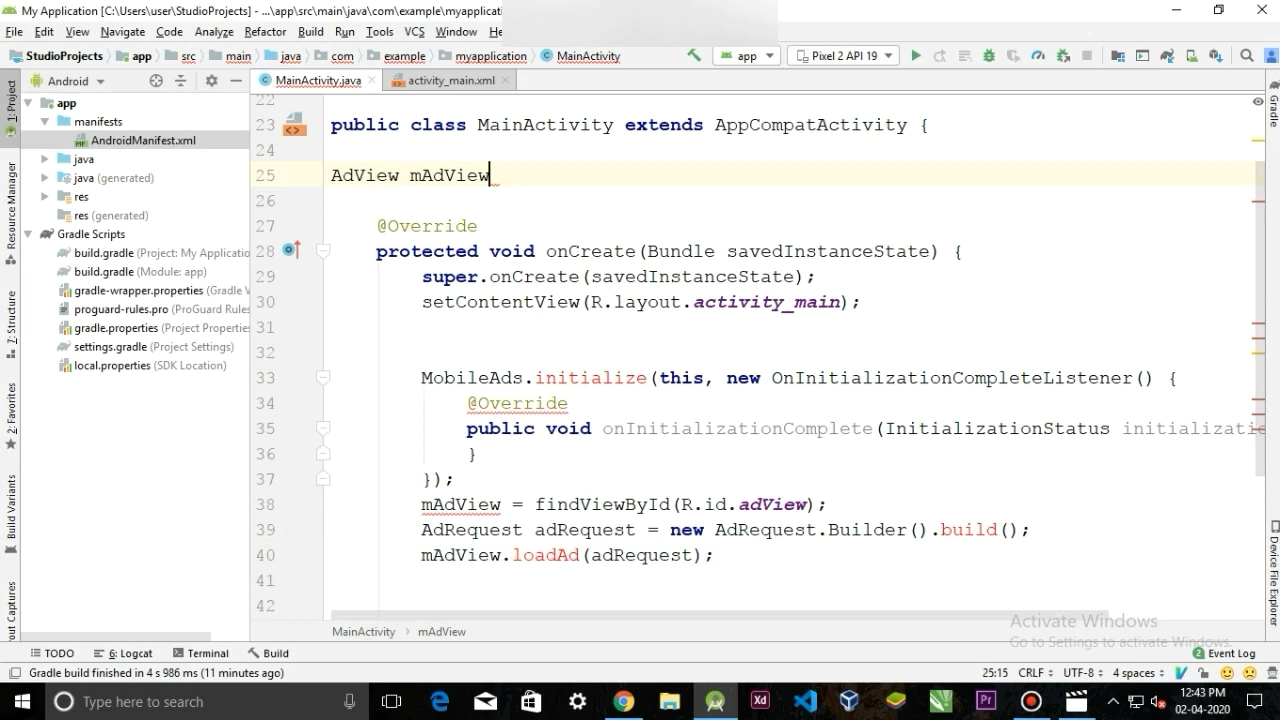 My Application [C:\Users\user\StudioProjects] - ...\app\src\main\java\com\example\myapplicati
File Edit View Navigate Code Analyze Refactor Build Run Tools VCS Window
StudioProjects app src main java com example myapplication MainActivity app Pixel 2 API 19
Android MainActivity.java activity_main.xml
1: Project
Resource Manager
7: Structure
2: Favorites
Build Variants
out Captures
app
manifests
AndroidManifest.xml
java
java (generated)
res
res (generated)
Gradle Scripts
build.gradle (Project: My Applicatio
build.gradle (Module: app)
gradle-wrapper.properties (Gradle V
proguard-rules.pro (ProGuard Rules
gradle.properties (Project Propertie
settings.gradle (Project Settings)
local.properties (SDK Location)
22
23 public class MainActivity extends AppCompatActivity {
24
25 AdView mAdView
26
27 @Override
28 protected void onCreate(Bundle savedInstanceState) {
29 super.onCreate(savedInstanceState);
30 setContentView(R.layout.activity_main);
31
32
33 MobileAds.initialize(this, new OnInitializationCompleteListener() {
34 @Override
35 public void onInitializationComplete(InitializationStatus initializatio
36 }
37 });
38 mAdView = findViewById(R.id.adView);
39 AdRequest adRequest = new AdRequest.Builder().build();
40 mAdView.loadAd(adRequest);
41
42
Gradle
Device File Explorer
Activate Windows
Go to Settings to activate Windows.
MainActivity › mAdView
TODO 6: Logcat Terminal Build 2 Event Log
Gradle build finished in 4 s 986 ms (11 minutes ago) 25:15 CRLF UTF-8 4 spaces
Type here to search
Xd
Pr
12:43 PM
02-04-2020